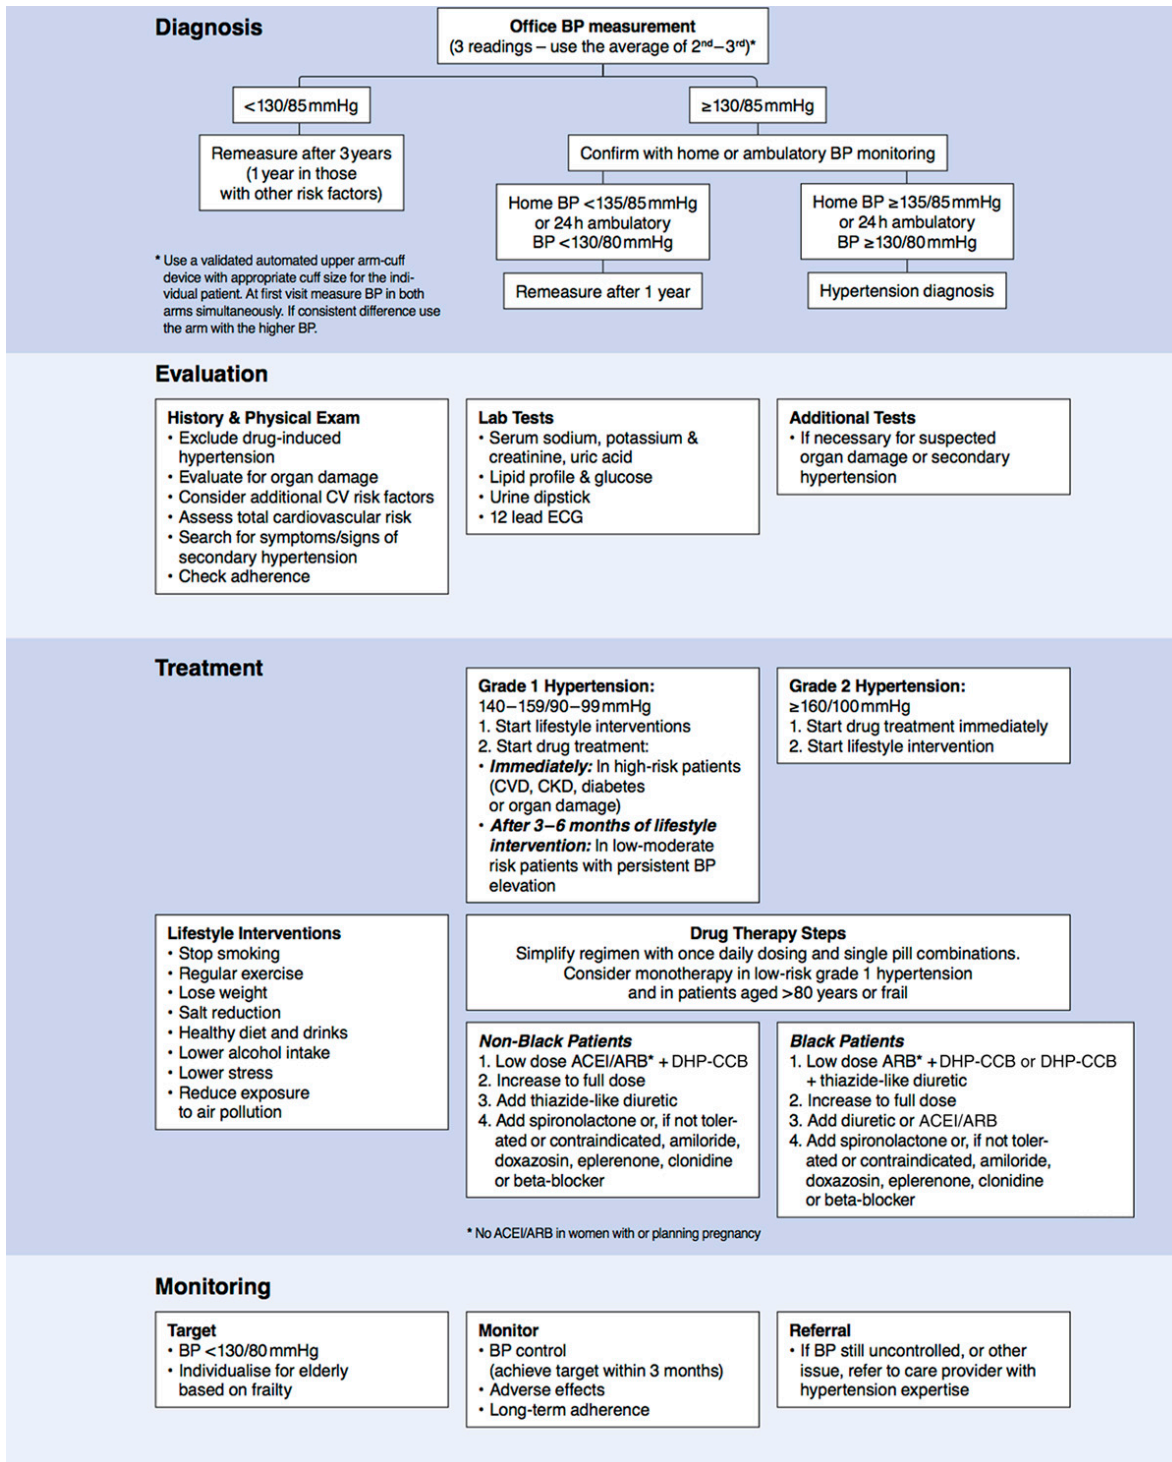 Diagnosis
Office BP measurement
(3 readings – use the average of 2nd–3rd)*
<130/85 mmHg
≥130/85 mmHg
Remeasure after 3 years
(1 year in those
with other risk factors)
Confirm with home or ambulatory BP monitoring
Home BP <135/85 mmHg
or 24 h ambulatory
BP <130/80 mmHg
Home BP ≥135/85 mmHg
or 24 h ambulatory
BP ≥130/80 mmHg
Remeasure after 1 year
Hypertension diagnosis
* Use a validated automated upper arm-cuff
device with appropriate cuff size for the indi-
vidual patient. At first visit measure BP in both
arms simultaneously. If consistent difference use
the arm with the higher BP.
Evaluation
History & Physical Exam
• Exclude drug-induced
hypertension
• Evaluate for organ damage
• Consider additional CV risk factors
• Assess total cardiovascular risk
• Search for symptoms/signs of
secondary hypertension
• Check adherence
Lab Tests
• Serum sodium, potassium &
creatinine, uric acid
• Lipid profile & glucose
• Urine dipstick
• 12 lead ECG
Additional Tests
• If necessary for suspected
organ damage or secondary
hypertension
Treatment
Grade 1 Hypertension:
140–159/90–99 mmHg
1. Start lifestyle interventions
2. Start drug treatment:
• Immediately: In high-risk patients
(CVD, CKD, diabetes
or organ damage)
• After 3–6 months of lifestyle
intervention: In low-moderate
risk patients with persistent BP
elevation
Grade 2 Hypertension:
≥160/100 mmHg
1. Start drug treatment immediately
2. Start lifestyle intervention
Lifestyle Interventions
• Stop smoking
• Regular exercise
• Lose weight
• Salt reduction
• Healthy diet and drinks
• Lower alcohol intake
• Lower stress
• Reduce exposure
to air pollution
Drug Therapy Steps
Simplify regimen with once daily dosing and single pill combinations.
Consider monotherapy in low-risk grade 1 hypertension
and in patients aged >80 years or frail
Non-Black Patients
1. Low dose ACEI/ARB* + DHP-CCB
2. Increase to full dose
3. Add thiazide-like diuretic
4. Add spironolactone or, if not toler-
ated or contraindicated, amiloride,
doxazosin, eplerenone, clonidine
or beta-blocker
Black Patients
1. Low dose ARB* + DHP-CCB or DHP-CCB
+ thiazide-like diuretic
2. Increase to full dose
3. Add diuretic or ACEI/ARB
4. Add spironolactone or, if not toler-
ated or contraindicated, amiloride,
doxazosin, eplerenone, clonidine
or beta-blocker
* No ACEI/ARB in women with or planning pregnancy
Monitoring
Target
• BP <130/80 mmHg
• Individualise for elderly
based on frailty
Monitor
• BP control
(achieve target within 3 months)
• Adverse effects
• Long-term adherence
Referral
• If BP still uncontrolled, or other
issue, refer to care provider with
hypertension expertise